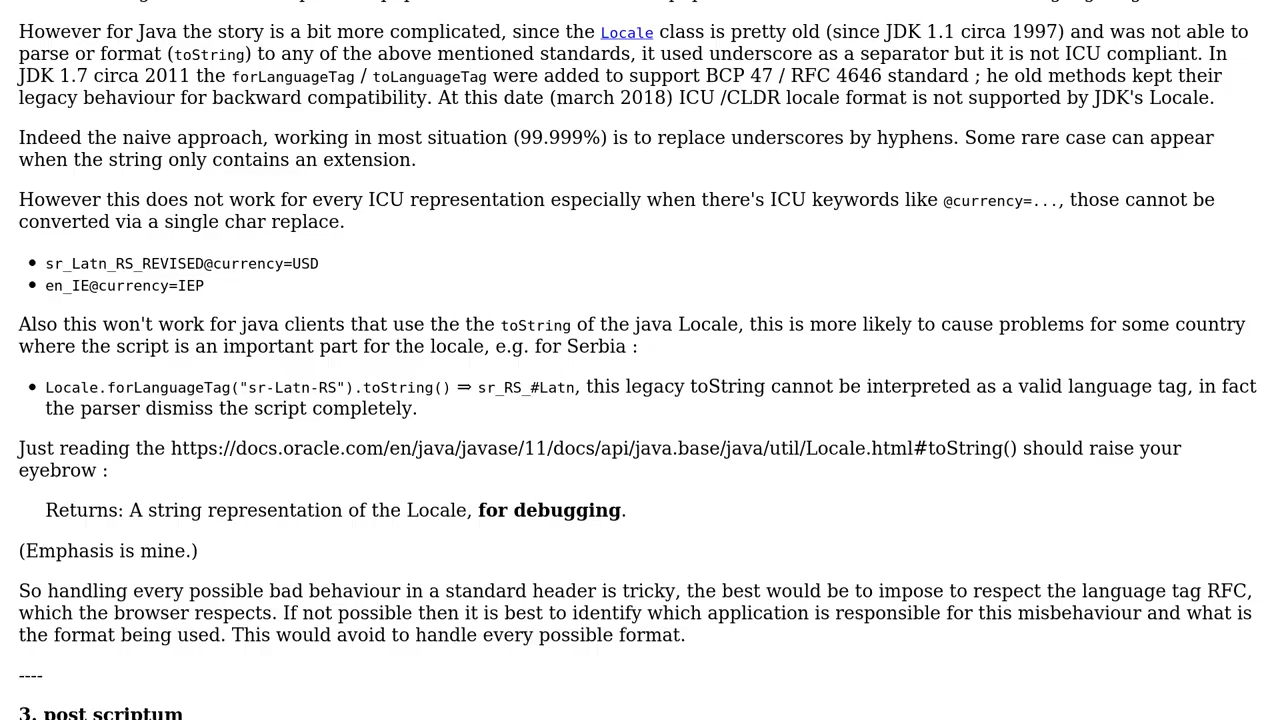 However for Java the story is a bit more complicated, since the Locale class is pretty old (since JDK 1.1 circa 1997) and was not able to
parse or format (toString) to any of the above mentioned standards, it used underscore as a separator but it is not ICU compliant. In
JDK 1.7 circa 2011 the forLanguageTag / toLanguageTag were added to support BCP 47 / RFC 4646 standard ; he old methods kept their
legacy behaviour for backward compatibility. At this date (march 2018) ICU /CLDR locale format is not supported by JDK's Locale.
Indeed the naive approach, working in most situation (99.999%) is to replace underscores by hyphens. Some rare case can appear
when the string only contains an extension.
However this does not work for every ICU representation especially when there's ICU keywords like @currency=..., those cannot be
converted via a single char replace.
• sr_Latn_RS_REVISED@currency=USD
• en_IE@currency=IEP
Also this won't work for java clients that use the the toString of the java Locale, this is more likely to cause problems for some country
where the script is an important part for the locale, e.g. for Serbia :
• Locale.forLanguageTag("sr-Latn-RS").toString() ⇒ sr_RS_#Latn, this legacy toString cannot be interpreted as a valid language tag, in fact
the parser dismiss the script completely.
Just reading the https://docs.oracle.com/en/java/javase/11/docs/api/java.base/java/util/Locale.html#toString() should raise your
eyebrow :
Returns: A string representation of the Locale, for debugging.
(Emphasis is mine.)
So handling every possible bad behaviour in a standard header is tricky, the best would be to impose to respect the language tag RFC,
which the browser respects. If not possible then it is best to identify which application is responsible for this misbehaviour and what is
the format being used. This would avoid to handle every possible format.
----
3. post scriptum